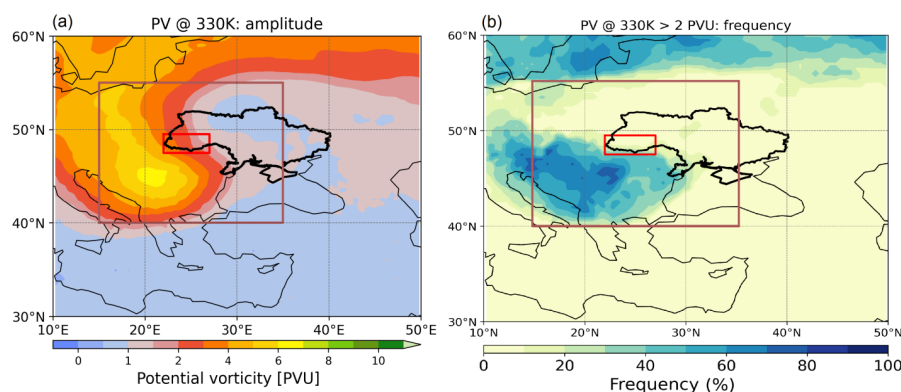 (a)
PV @ 330K: amplitude
60°N
50°N
40°N
30°N
10°E
20°E
30°E
40°E
50°E
0
1
2
4
6
8
10
Potential vorticity [PVU]
(b)
PV @ 330K > 2 PVU: frequency
60°N
50°N
40°N
30°N
10°E
20°E
30°E
40°E
50°E
0
20
40
60
80
100
Frequency (%)